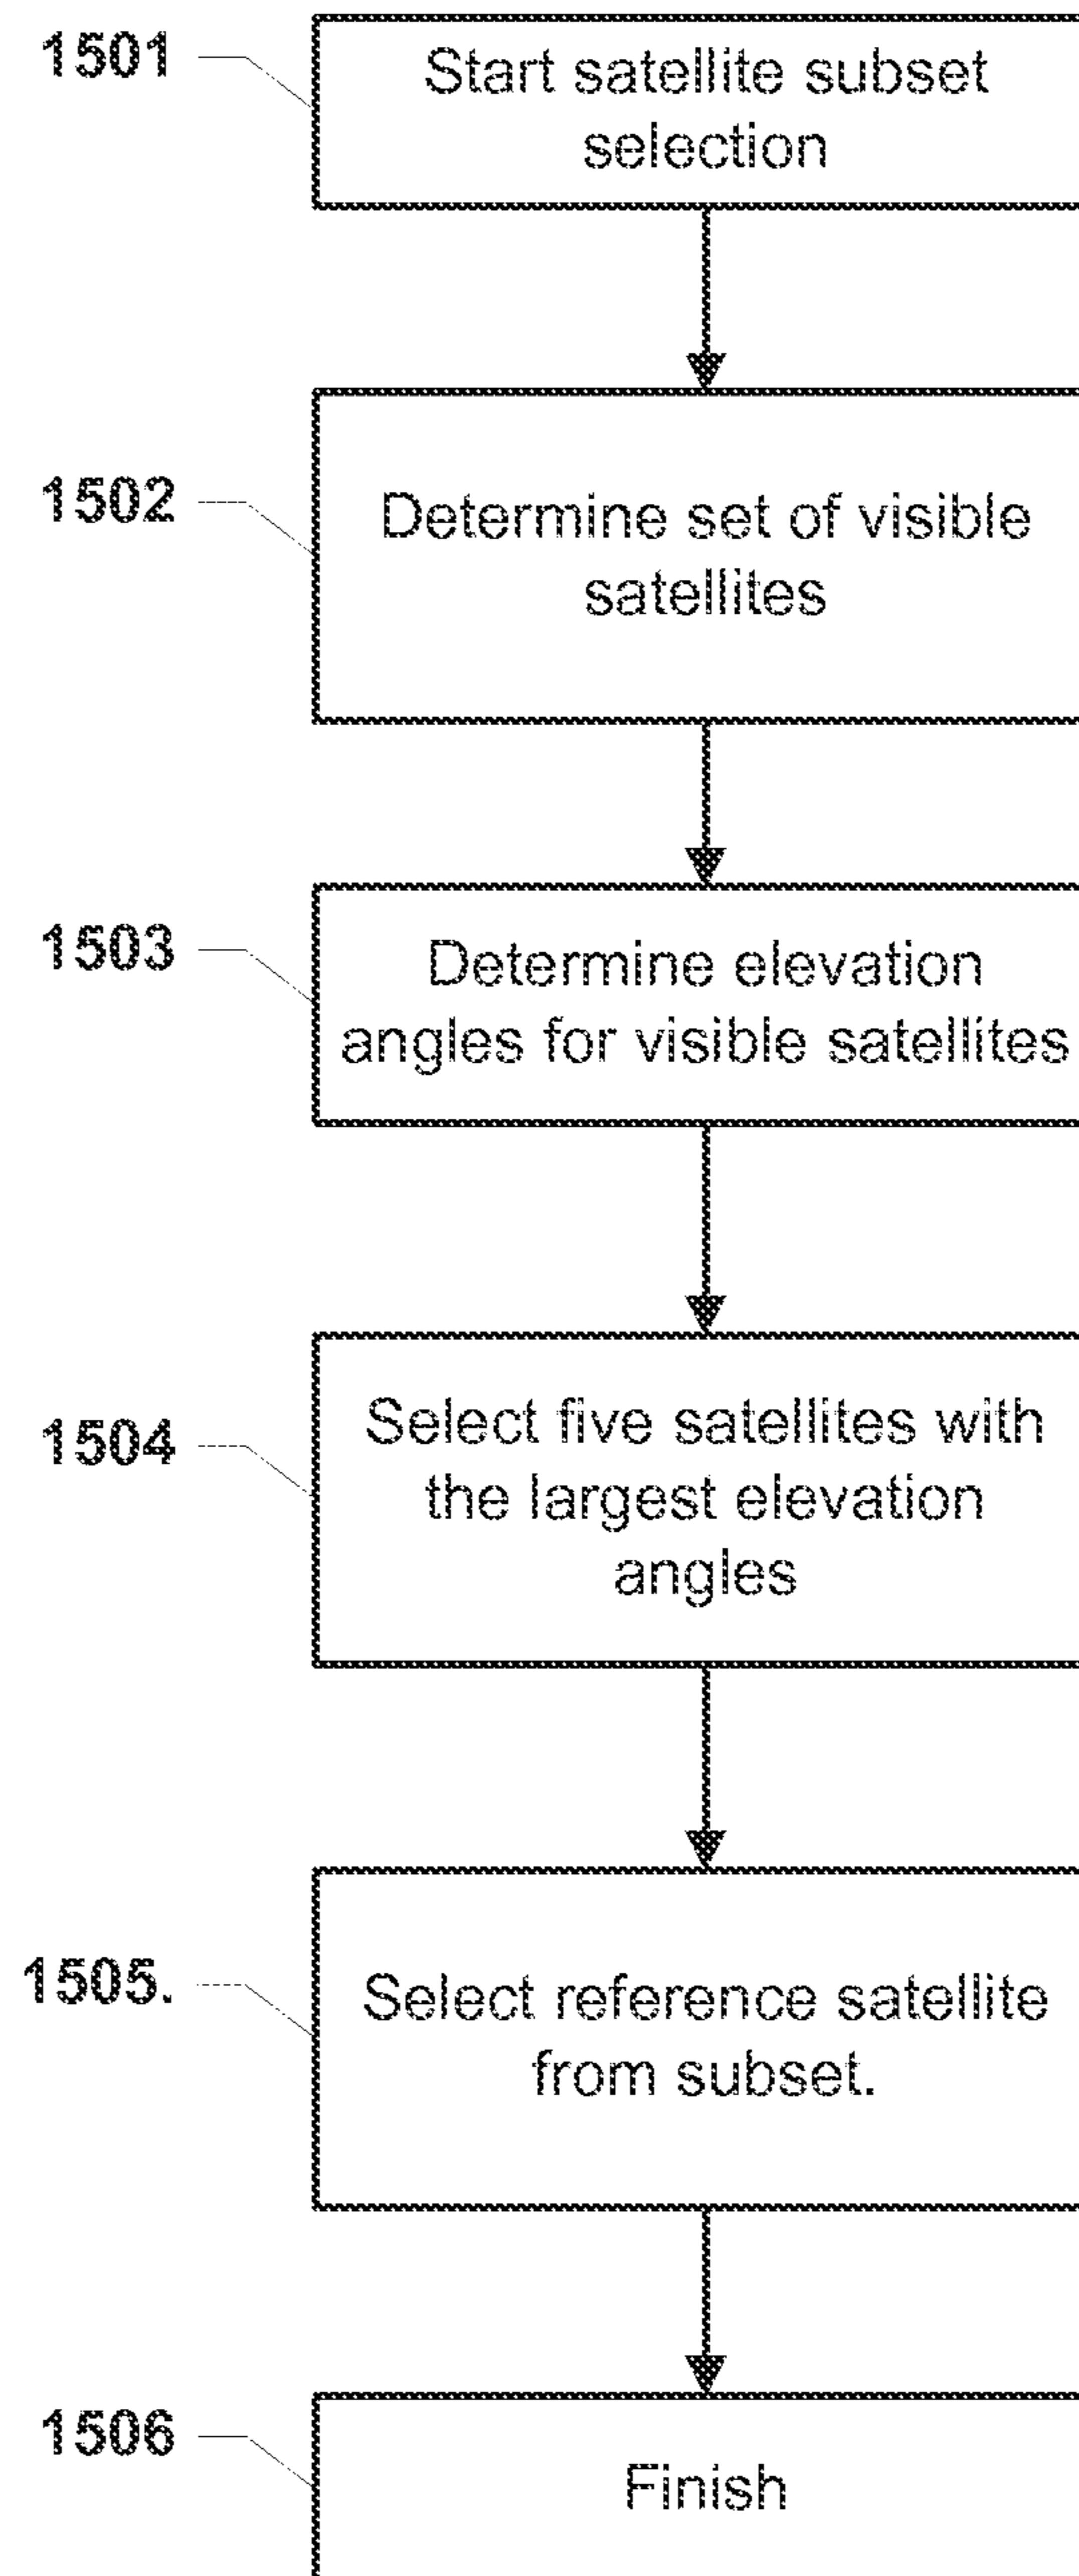 1501
Start satellite subset
selection
1502
Determine set of visible
satellites
1503
Determine elevation
angles for visible satellites
1504
Select five satellites with
the largest elevation
angles
1505.
Select reference satellite
from subset.
1506
Finish